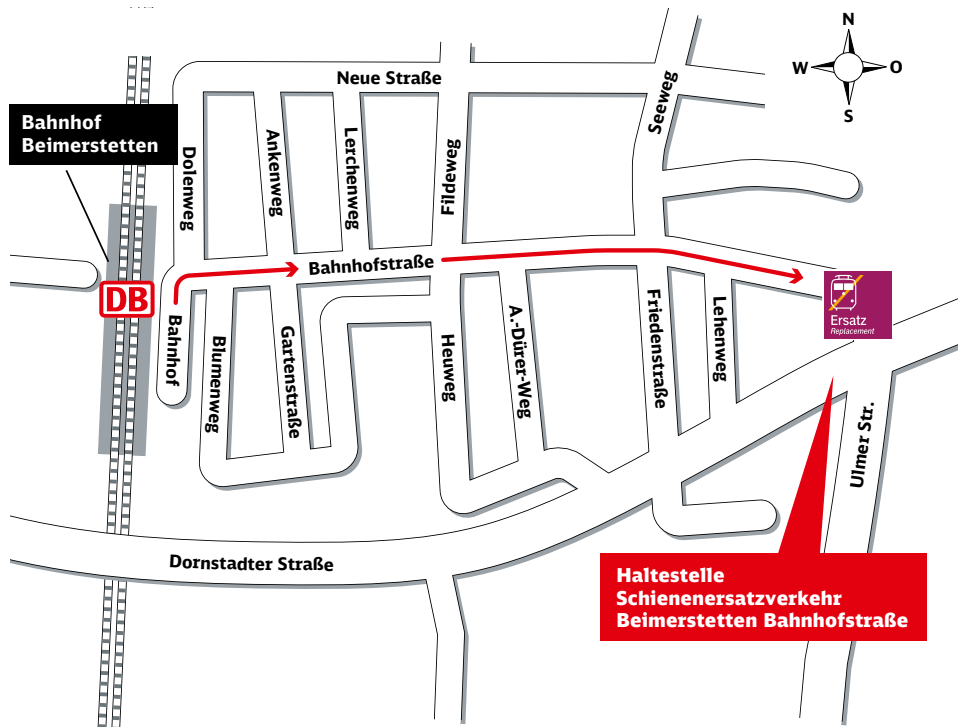 N
W
O
S
Neue Straße
Seeweg
Bahnhof
Beimerstetten
Dolenweg
Ankenweg
Lerchenweg
Fildeweg
Bahnhofstraße
DB
Bahnhof
Blumenweg
Gartenstraße
Heuweg
A.-Dürer-Weg
Friedenstraße
Lehenweg
Ersatz
Replacement
Ulmer Str.
Dornstadter Straße
Haltestelle
Schienenersatzverkehr
Beimerstetten Bahnhofstraße